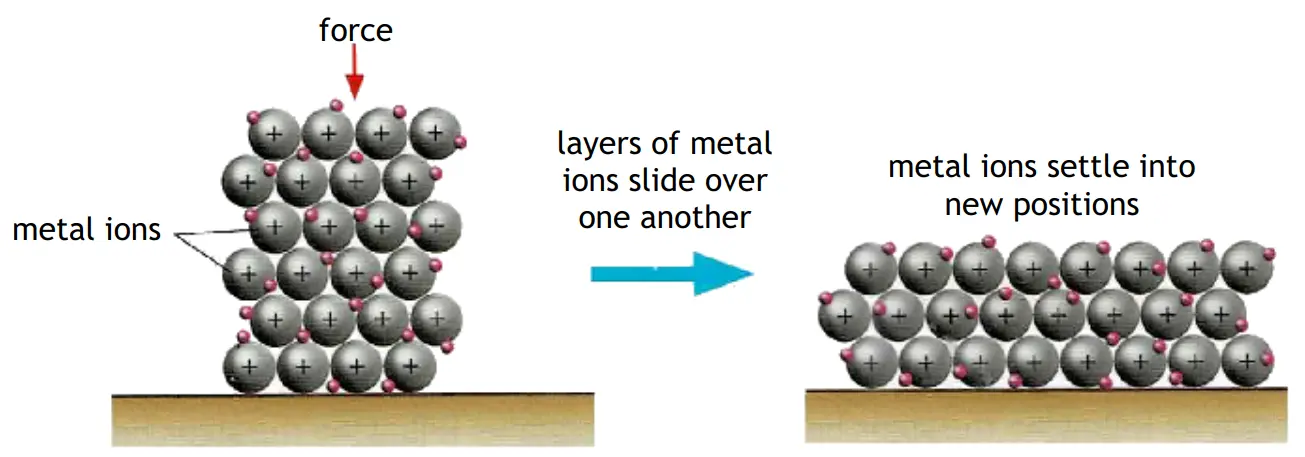 force
metal ions
layers of metal
ions slide over
one another
metal ions settle into
new positions
+ + + +
+ + + +
+ + + +
+ + + +
+ + + +
+ + + +
+ + + + + + + +
+ + + + + + + +
+ + + + + + + +